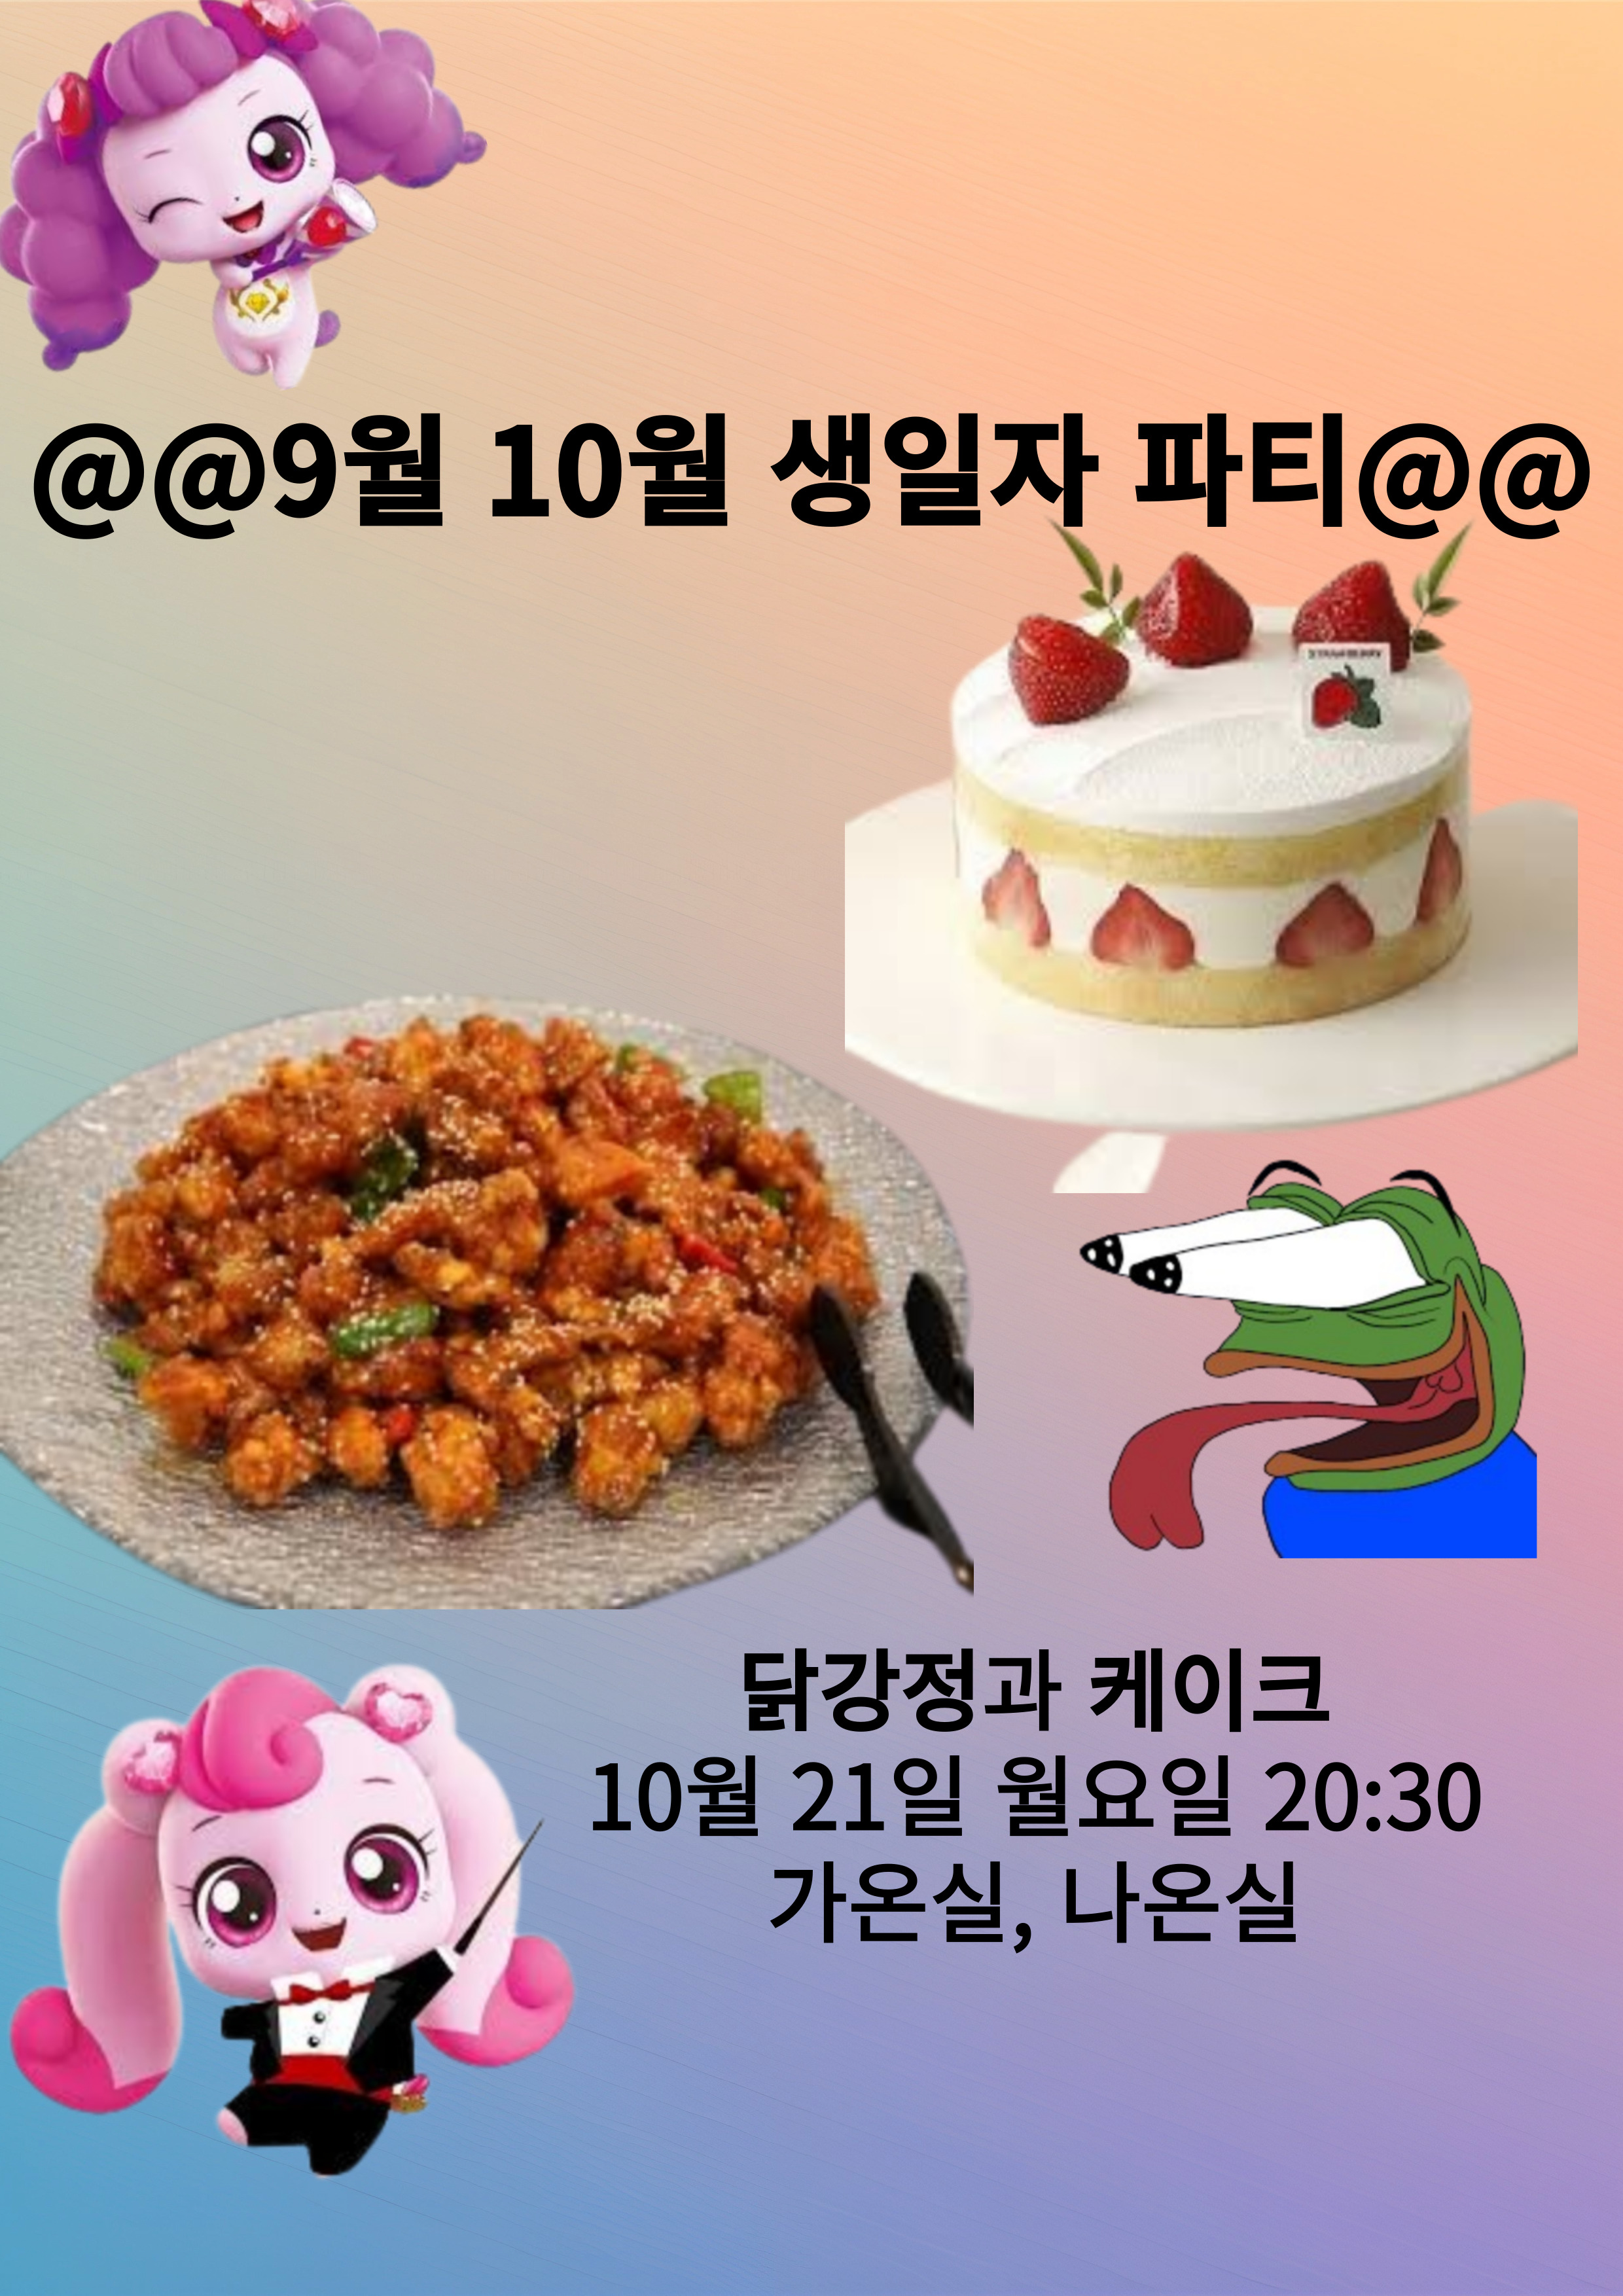 @@9월 10월 생일자 파티@@
STRAWBERRY
닭강정과 케이크
10월 21일 월요일 20:30
가온실, 나온실